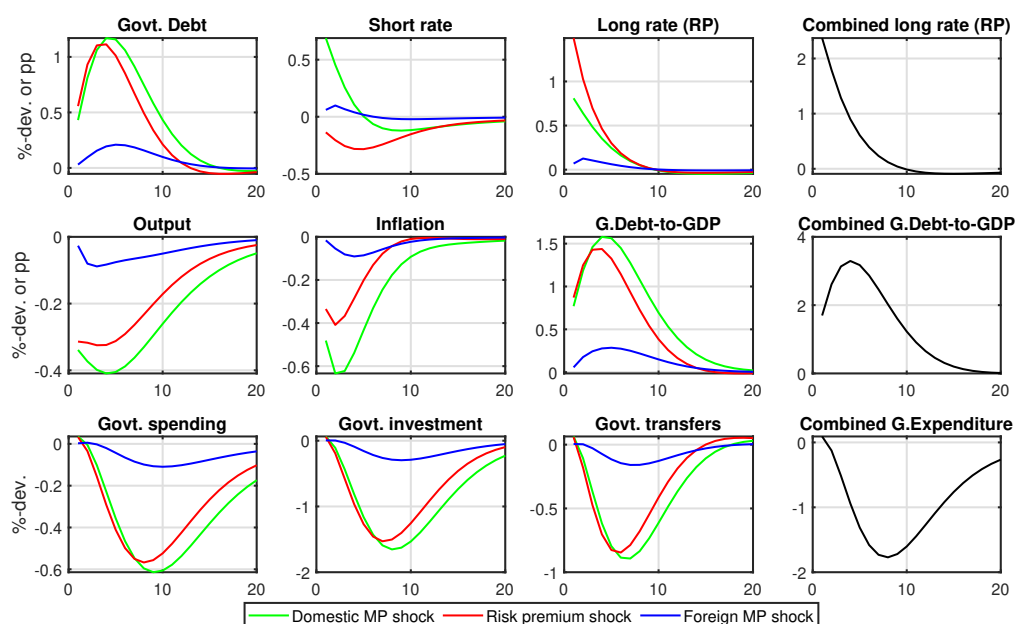 Govt. Debt
Short rate
Long rate (RP)
Combined long rate (RP)
%-dev. or pp
1
0.5
0
0 10 20
0.5
0
-0.5
0 10 20
1.5
1
0.5
0
0 10 20
2
1
0
0 10 20
Output
Inflation
G.Debt-to-GDP
Combined G.Debt-to-GDP
%-dev. or pp
0
-0.2
-0.4
0 10 20
0
-0.2
-0.4
-0.6
0 10 20
1.5
1
0.5
0
0 10 20
4
2
0
0 10 20
Govt. spending
Govt. investment
Govt. transfers
Combined G.Expenditure
%-dev.
0
-0.2
-0.4
-0.6
0 10 20
0
-1
-2
0 10 20
0
-0.5
-1
0 10 20
0
-1
-2
0 10 20
Domestic MP shock Risk premium shock Foreign MP shock